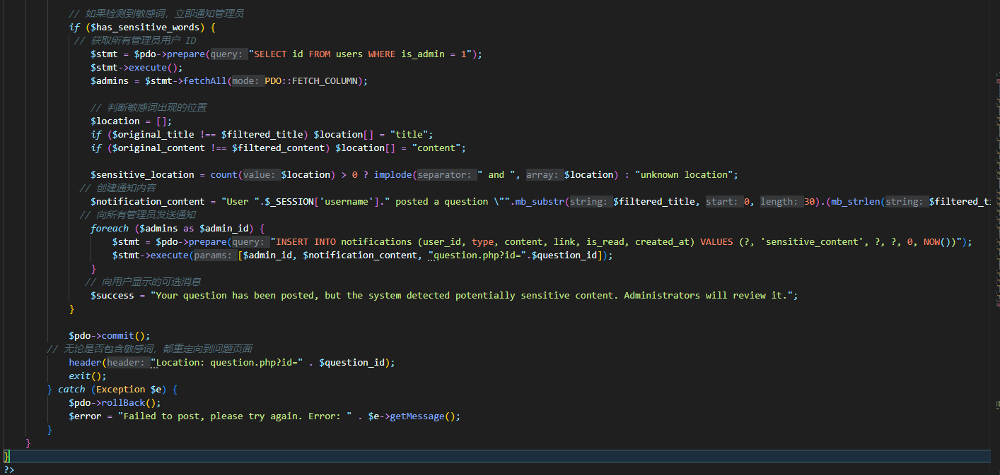 // 如果检测到敏感词，立即通知管理员
if ($has_sensitive_words) {
// 获取所有管理员用户 ID
$stmt = $pdo->prepare(query: "SELECT id FROM users WHERE is_admin = 1");
$stmt->execute();
$admins = $stmt->fetchAll(mode: PDO::FETCH_COLUMN);
// 判断敏感词出现的位置
$location = [];
if ($original_title !== $filtered_title) $location[] = "title";
if ($original_content !== $filtered_content) $location[] = "content";
$sensitive_location = count(value: $location) > 0 ? implode(separator: " and ", array: $location) : "unknown location";
// 创建通知内容
$notification_content = "User ".$_SESSION['username']." posted a question \"".mb_substr(string: $filtered_title, start: 0, length: 30).(mb_strlen(string: $filtered_ti
// 向所有管理员发送通知
foreach ($admins as $admin_id) {
$stmt = $pdo->prepare(query: "INSERT INTO notifications (user_id, type, content, link, is_read, created_at) VALUES (?, 'sensitive_content', ?, ?, 0, NOW())");
$stmt->execute(params: [$admin_id, $notification_content, "question.php?id=".$question_id]);
}
// 向用户显示的可选消息
$success = "Your question has been posted, but the system detected potentially sensitive content. Administrators will review it.";
}
$pdo->commit();
// 无论是否包含敏感词，都重定向到问题页面
header(header: "Location: question.php?id=" . $question_id);
exit();
} catch (Exception $e) {
$pdo->rollBack();
$error = "Failed to post, please try again. Error: " . $e->getMessage();
}
}
}
?>